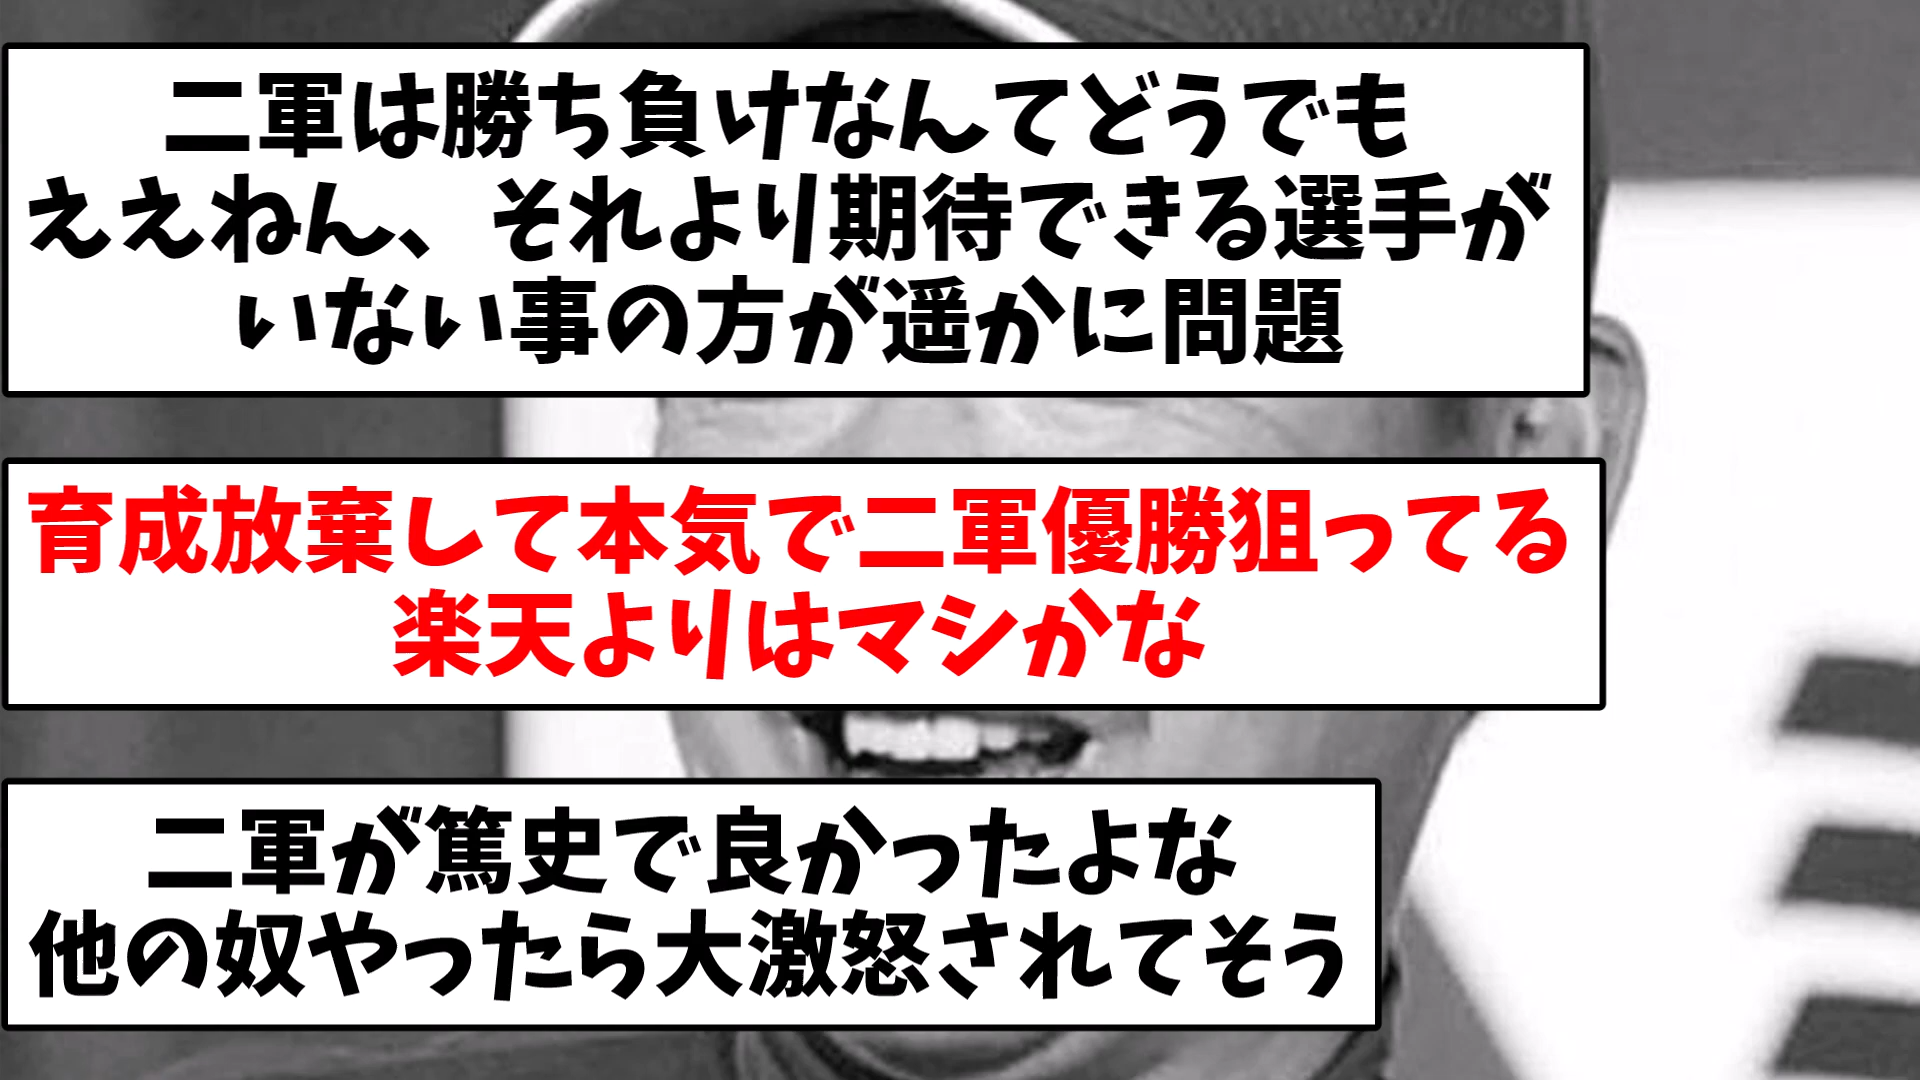 二軍は勝ち負けなんてどうでも
ええねん、それより期待できる選手が
いない事の方が遥かに問題
育成放棄して本気で二軍優勝狙ってる
楽天よりはマシかな
二軍が篤史で良かったよな
他の奴やったら大激怒されてそう